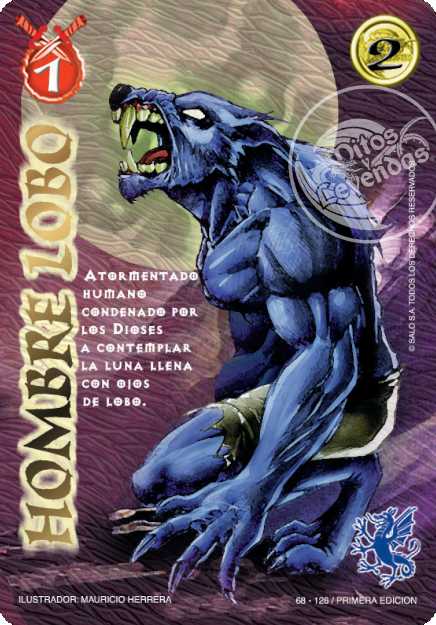 1
2
HOMBRE LOBO
Mitos y
Leyendas
ATORMENTADO
HUMANO
CONDENADO POR
LOS DIOSES
A CONTEMPLAR
LA LUNA LLENA
CON OJOS
DE LOBO.
© SALO S.A. TODOS LOS DERECHOS RESERVADOS
ILUSTRADOR: MAURICIO HERRERA
68 - 126 / PRIMERA EDICION